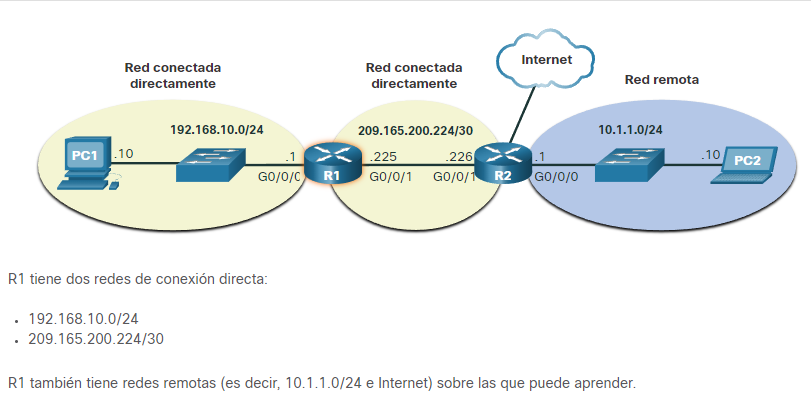 Internet
Red conectada
directamente
Red conectada
directamente
Red remota
192.168.10.0/24
209.165.200.224/30
10.1.1.0/24
PC1
.10
.1
G0/0/0
R1
.225
G0/0/1
.226
G0/0/1
R2
.1
G0/0/0
.10
PC2
R1 tiene dos redes de conexión directa:
• 192.168.10.0/24
• 209.165.200.224/30
R1 también tiene redes remotas (es decir, 10.1.1.0/24 e Internet) sobre las que puede aprender.